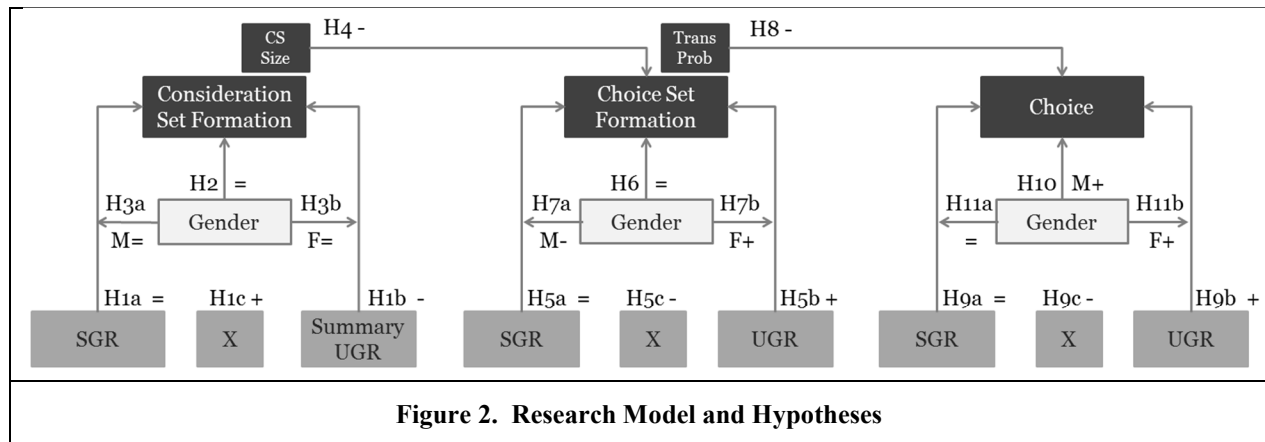 CS
Size
H4 -
Trans
Prob
H8 -
Consideration
Set Formation
Choice Set
Formation
Choice
H2 =
H6 =
H10 M+
H3a
Gender
H3b
H7a
Gender
H7b
H11a
Gender
H11b
M=
F=
M-
F+
=
F+
H1a =
H1c +
H1b -
H5a =
H5c -
H5b +
H9a =
H9c -
H9b +
SGR
X
Summary
UGR
SGR
X
UGR
SGR
X
UGR
Figure 2. Research Model and Hypotheses